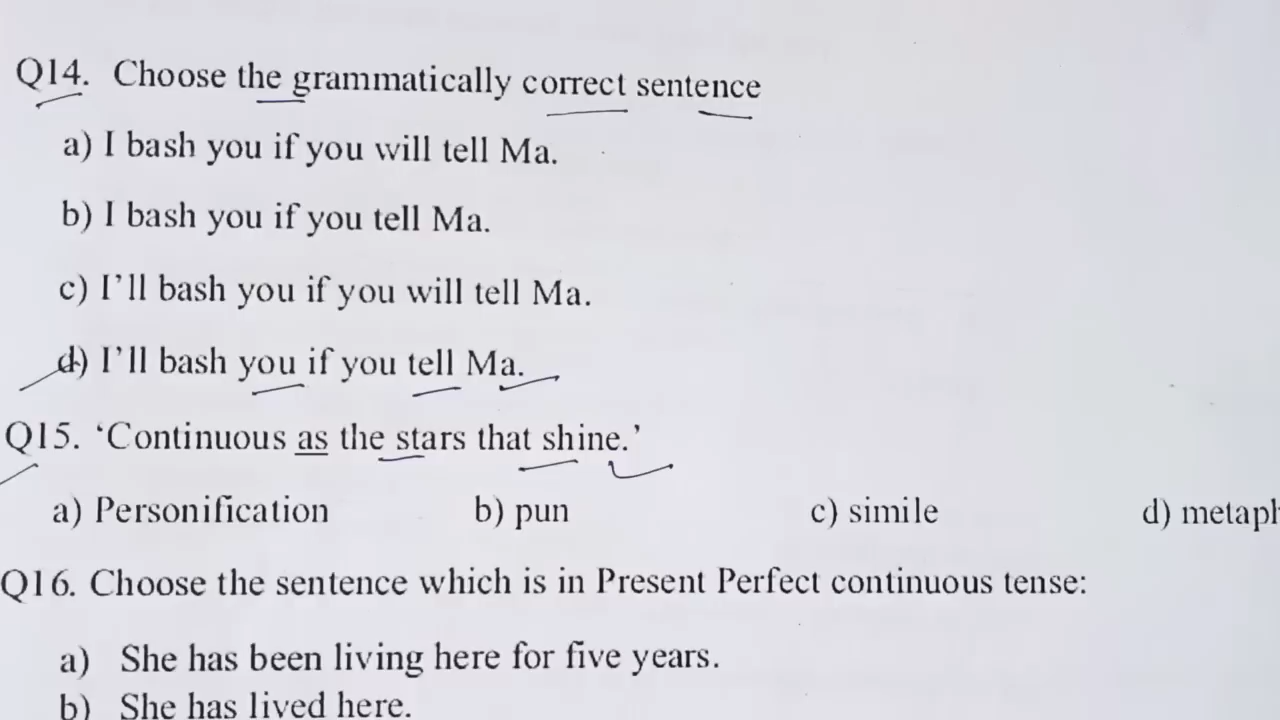 Q14. Choose the grammatically correct sentence
a) I bash you if you will tell Ma.
b) I bash you if you tell Ma.
c) I'll bash you if you will tell Ma.
d) I'll bash you if you tell Ma.
Q15. 'Continuous as the stars that shine.'
a) Personification b) pun c) simile d) metaph
Q16. Choose the sentence which is in Present Perfect continuous tense:
a) She has been living here for five years.
b) She has lived here.